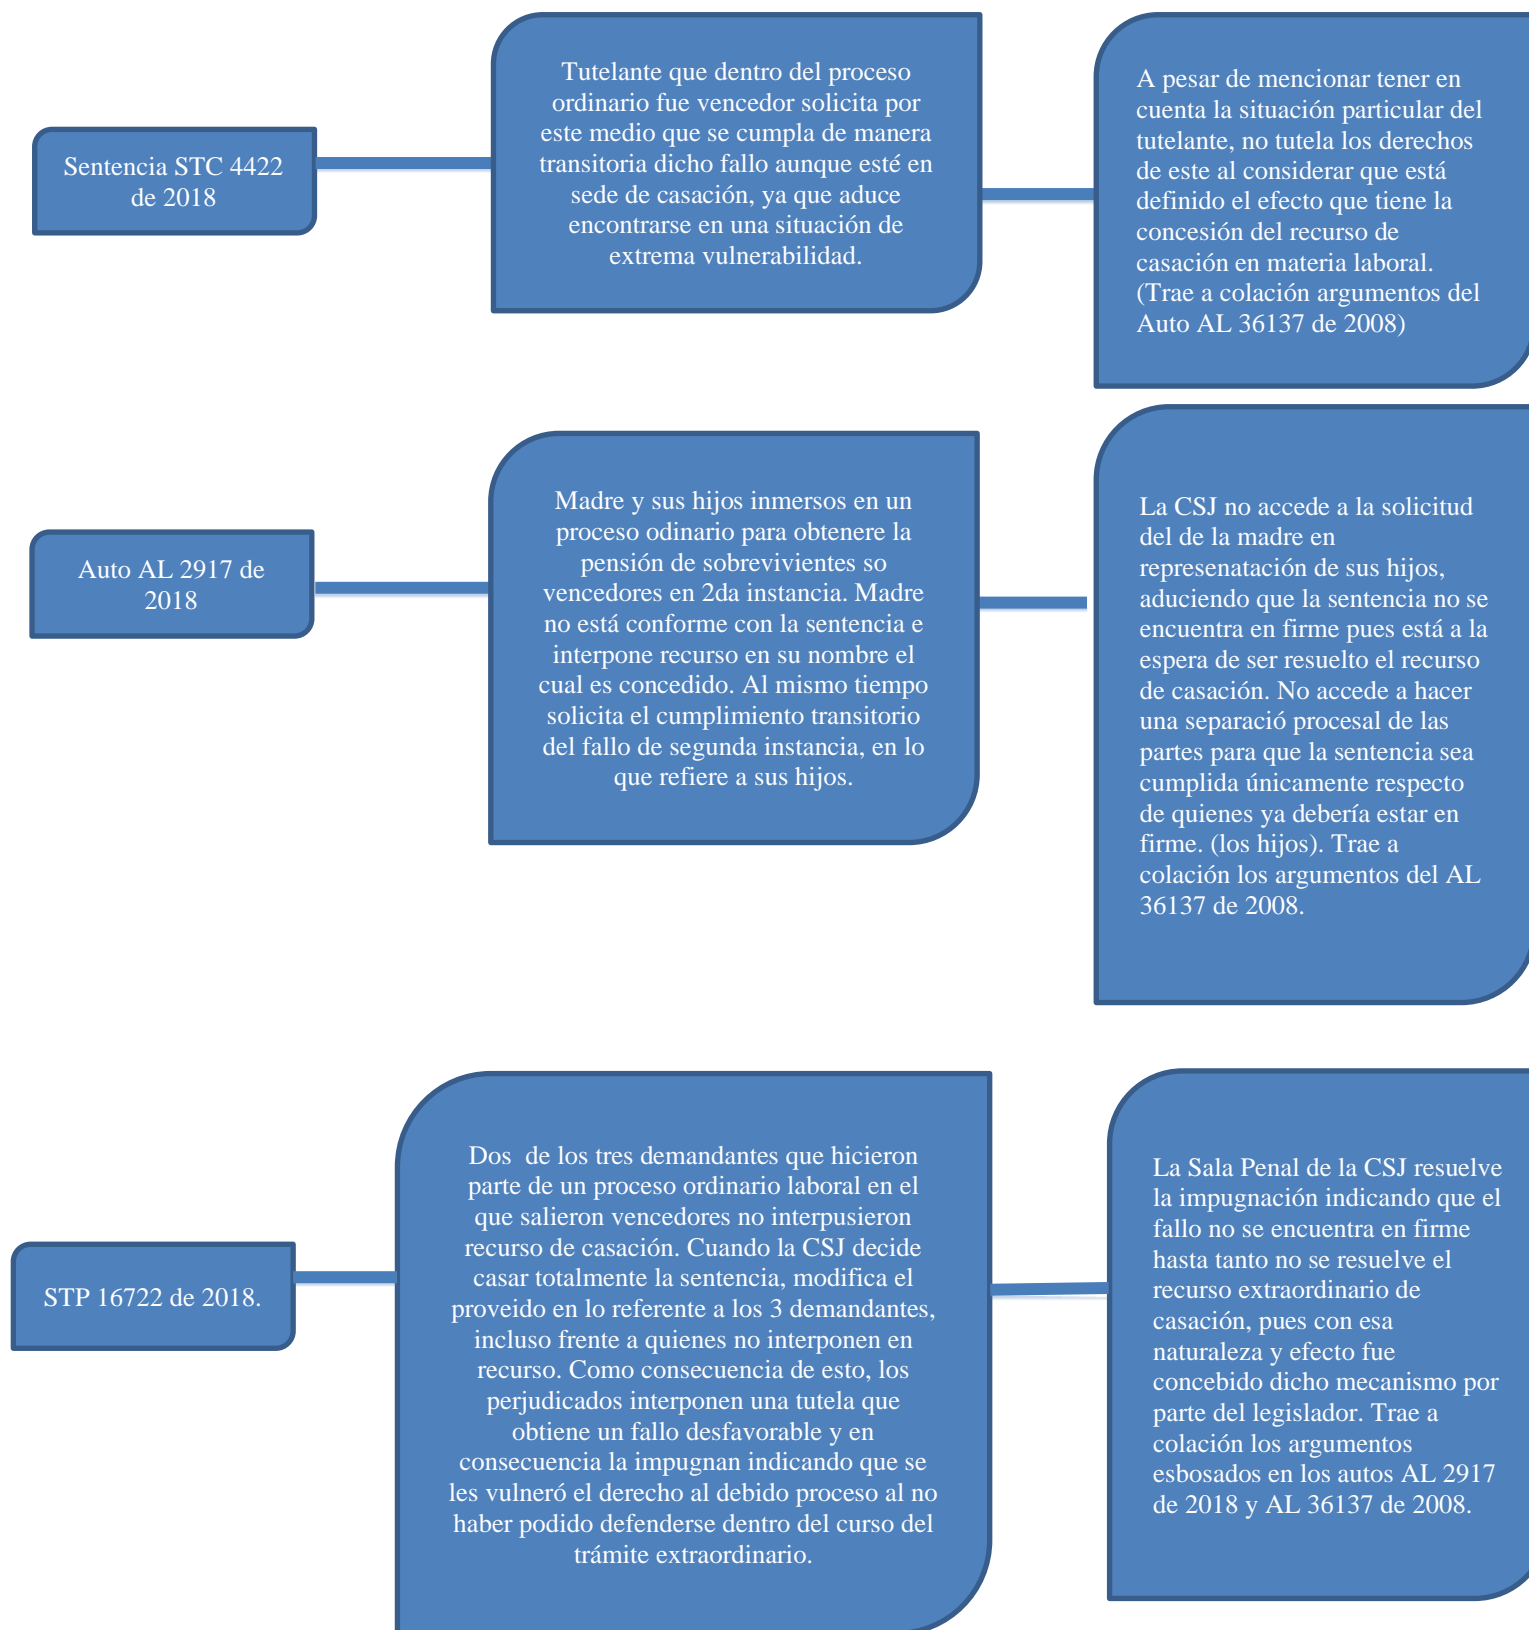 Sentencia STC 4422
de 2018
Tutelante que dentro del proceso
ordinario fue vencedor solicita por
este medio que se cumpla de manera
transitoria dicho fallo aunque esté en
sede de casación, ya que aduce
encontrarse en una situación de
extrema vulnerabilidad.
A pesar de mencionar tener en
cuenta la situación particular del
tutelante, no tutela los derechos
de este al considerar que está
definido el efecto que tiene la
concesión del recurso de
casación en materia laboral.
(Trae a colación argumentos del
Auto AL 36137 de 2008)
Auto AL 2917 de
2018
Madre y sus hijos inmersos en un
proceso odinario para obtenere la
pensión de sobrevivientes so
vencedores en 2da instancia. Madre
no está conforme con la sentencia e
interpone recurso en su nombre el
cual es concedido. Al mismo tiempo
solicita el cumplimiento transitorio
del fallo de segunda instancia, en lo
que refiere a sus hijos.
La CSJ no accede a la solicitud
del de la madre en
represenatación de sus hijos,
aduciendo que la sentencia no se
encuentra en firme pues está a la
espera de ser resuelto el recurso
de casación. No accede a hacer
una separació procesal de las
partes para que la sentencia sea
cumplida únicamente respecto
de quienes ya debería estar en
firme. (los hijos). Trae a
colación los argumentos del AL
36137 de 2008.
STP 16722 de 2018.
Dos  de los tres demandantes que hicieron
parte de un proceso ordinario laboral en el
que salieron vencedores no interpusieron
recurso de casación. Cuando la CSJ decide
casar totalmente la sentencia, modifica el
proveido en lo referente a los 3 demandantes,
incluso frente a quienes no interponen en
recurso. Como consecuencia de esto, los
perjudicados interponen una tutela que
obtiene un fallo desfavorable y en
consecuencia la impugnan indicando que se
les vulneró el derecho al debido proceso al no
haber podido defenderse dentro del curso del
trámite extraordinario.
La Sala Penal de la CSJ resuelve
la impugnación indicando que el
fallo no se encuentra en firme
hasta tanto no se resuelve el
recurso extraordinario de
casación, pues con esa
naturaleza y efecto fue
concebido dicho mecanismo por
parte del legislador. Trae a
colación los argumentos
esbosados en los autos AL 2917
de 2018 y AL 36137 de 2008.